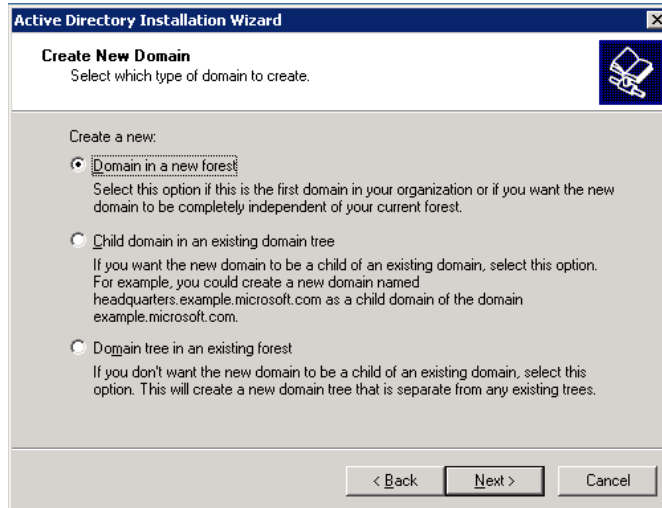 Active Directory Installation Wizard
Create New Domain
Select which type of domain to create.
Create a new:
Domain in a new forest
Select this option if this is the first domain in your organization or if you want the new
domain to be completely independent of your current forest.
Child domain in an existing domain tree
If you want the new domain to be a child of an existing domain, select this option.
For example, you could create a new domain named
headquarters.example.microsoft.com as a child domain of the domain
example.microsoft.com.
Domain tree in an existing forest
If you don't want the new domain to be a child of an existing domain, select this
option. This will create a new domain tree that is separate from any existing trees.
< Back
Next >
Cancel